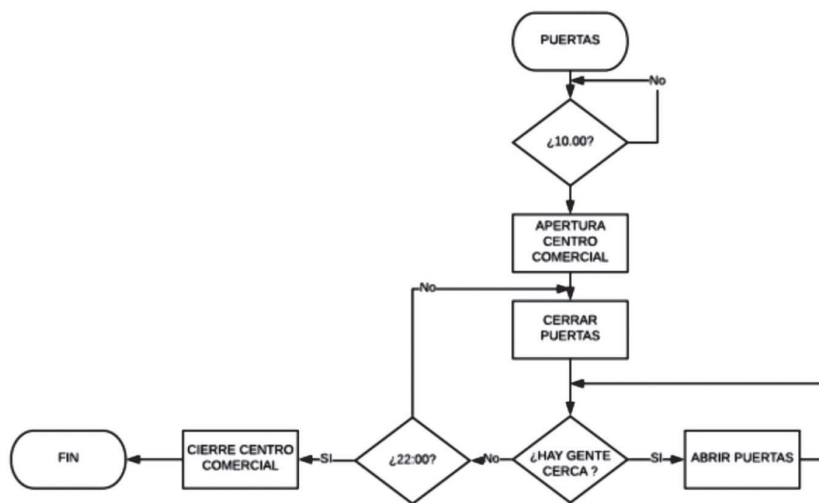 PUERTAS
No
¿10.00?
APERTURA
CENTRO
COMERCIAL
No
CERRAR
PUERTAS
FIN
CIERRE CENTRO
COMERCIAL
SI
¿22:00?
No
¿HAY GENTE
CERCA ?
SI
ABRIR PUERTAS